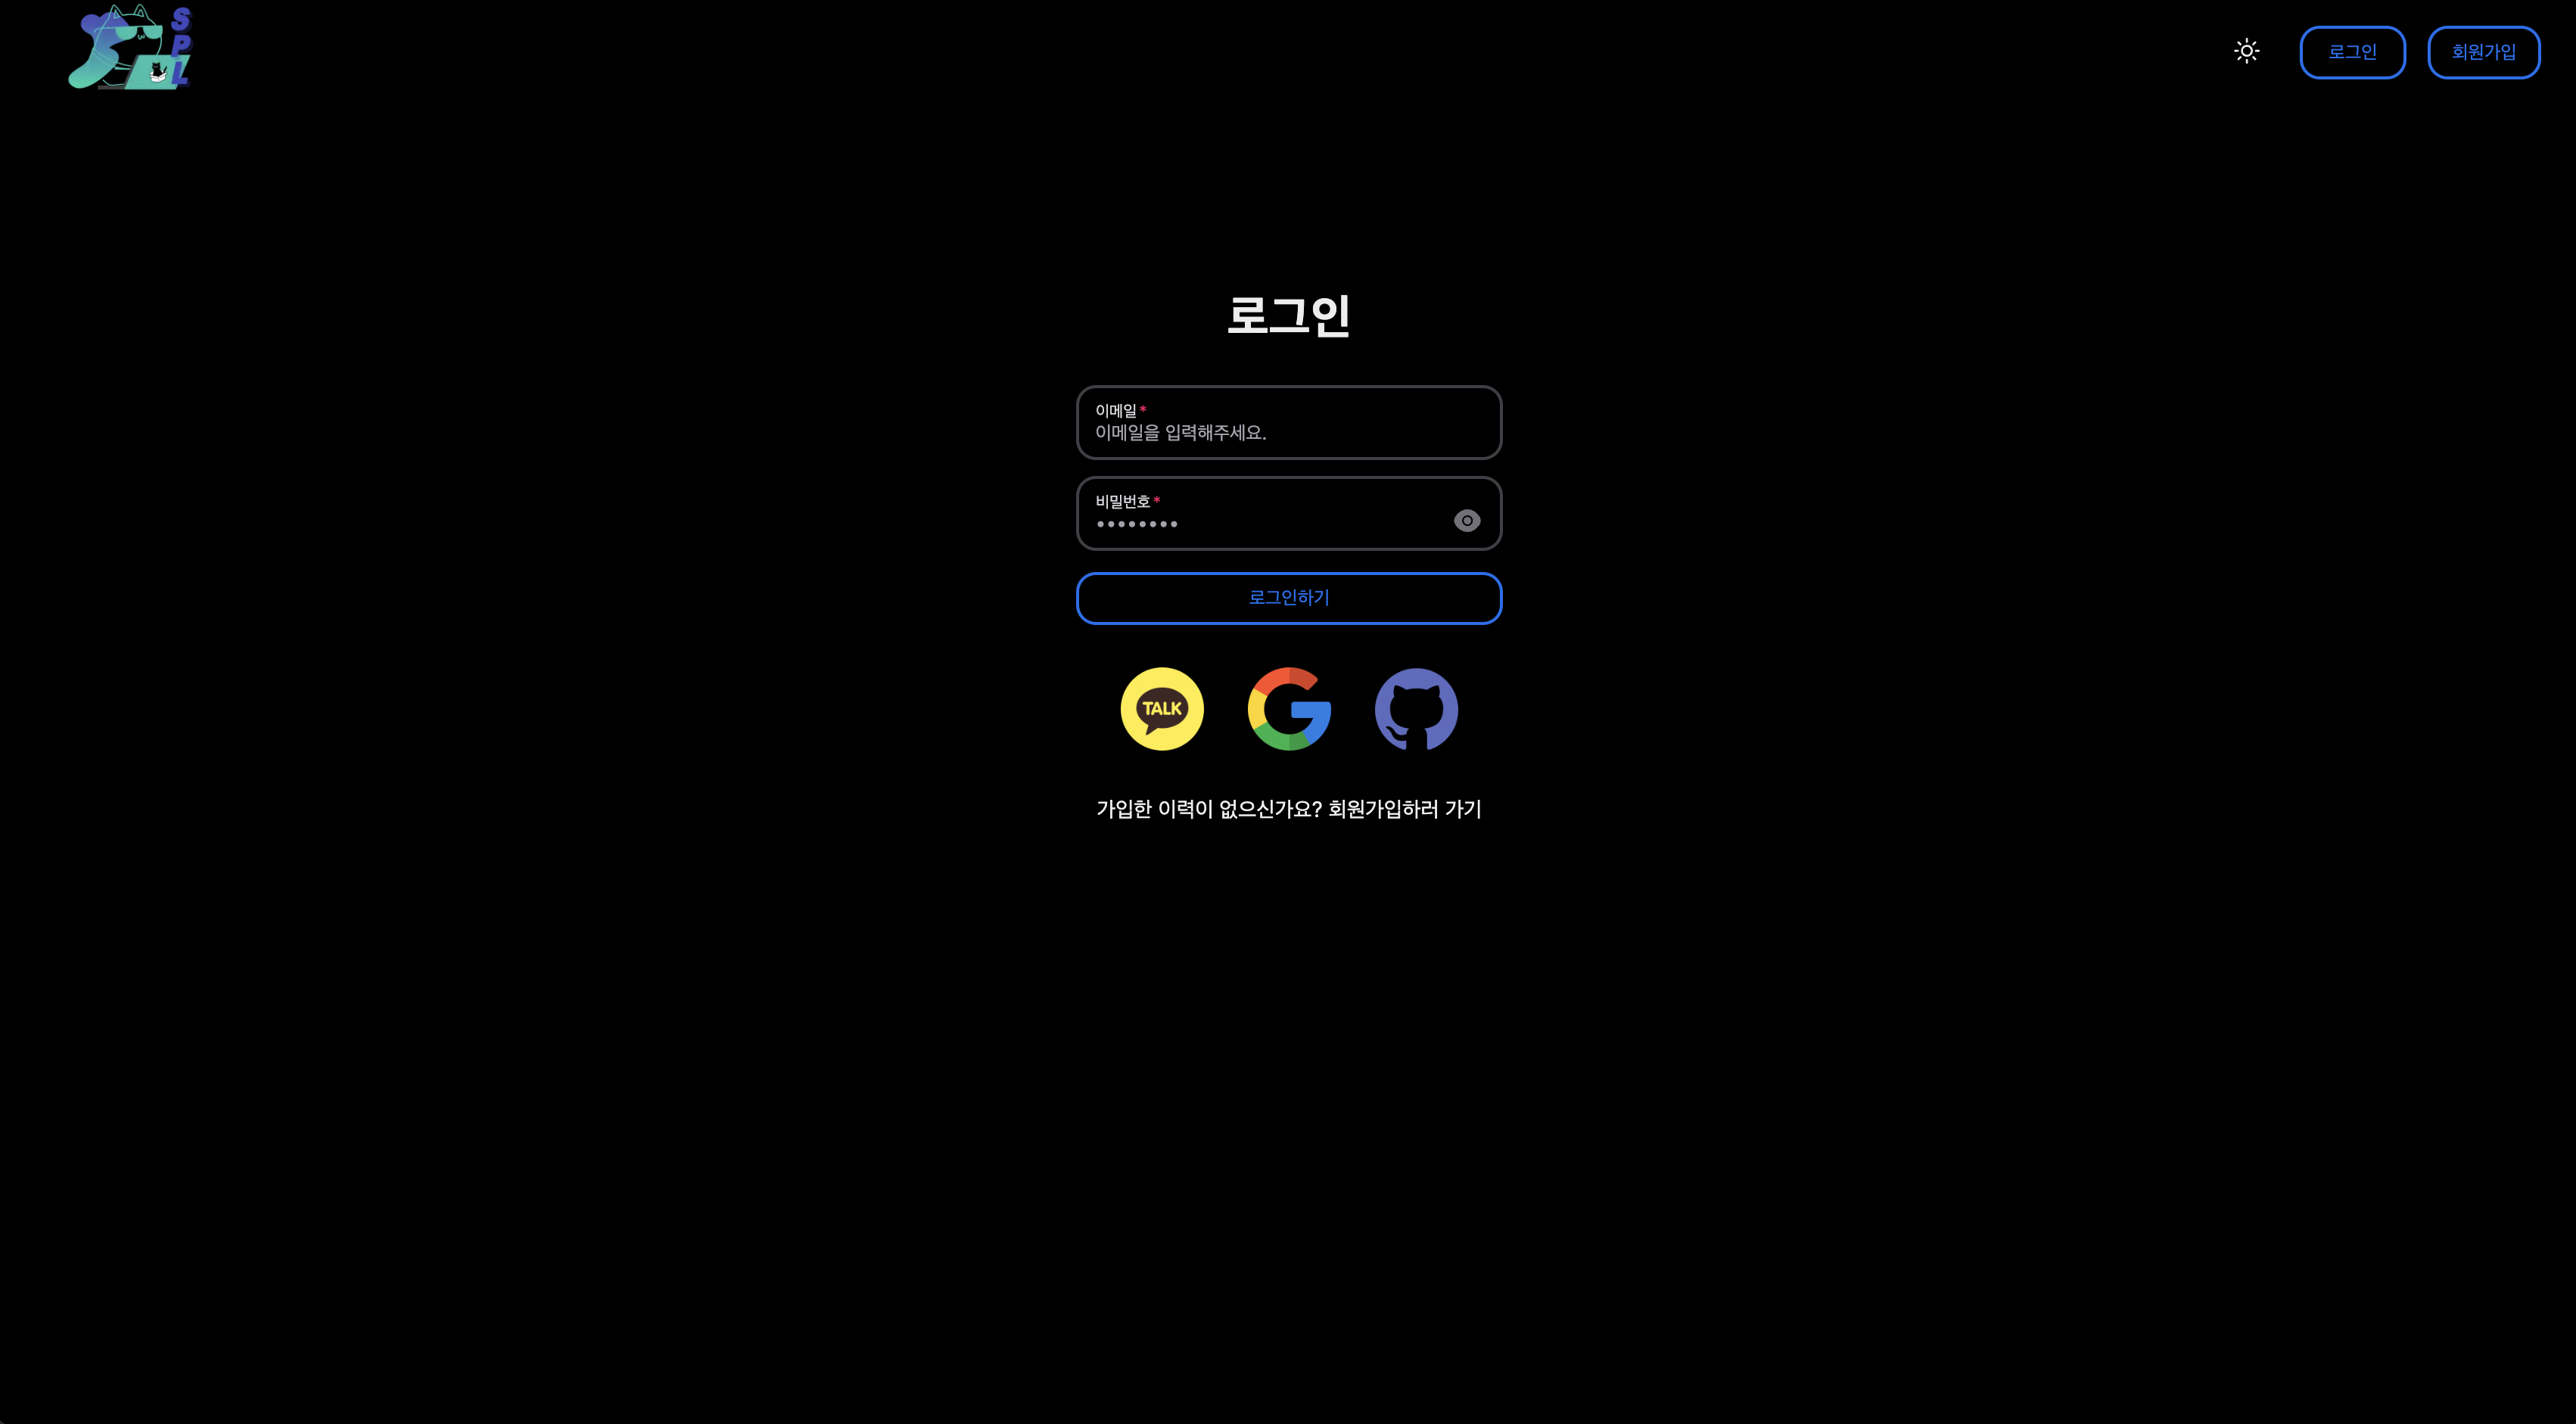 SPL
로그인
회원가입
로그인
이메일*
이메일을 입력해주세요.
비밀번호*
••••••••
로그인하기
TALK
가입한 이력이 없으신가요? 회원가입하러 가기